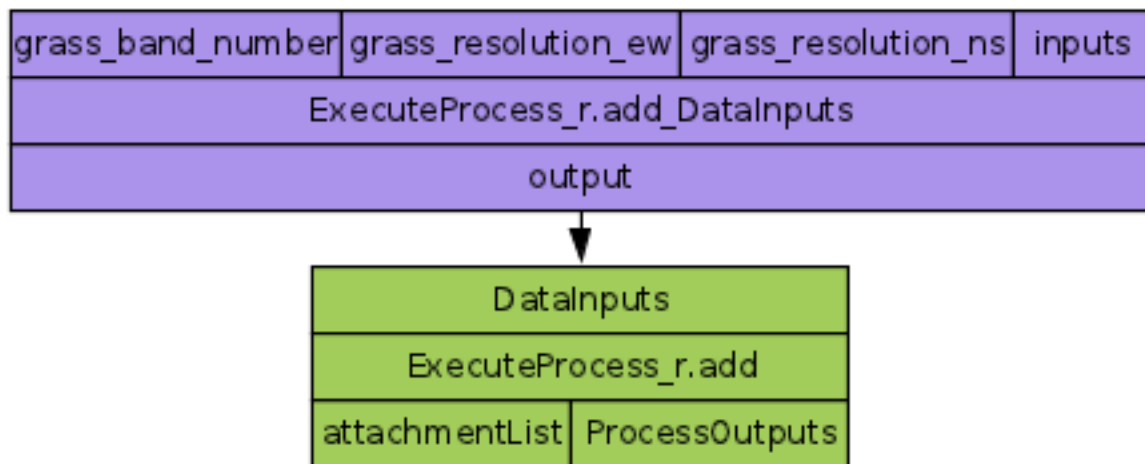 grass_band_number grass_resolution_ew grass_resolution_ns inputs
ExecuteProcess_r.add_DataInputs
output
DataInputs
ExecuteProcess_r.add
attachmentList ProcessOutputs